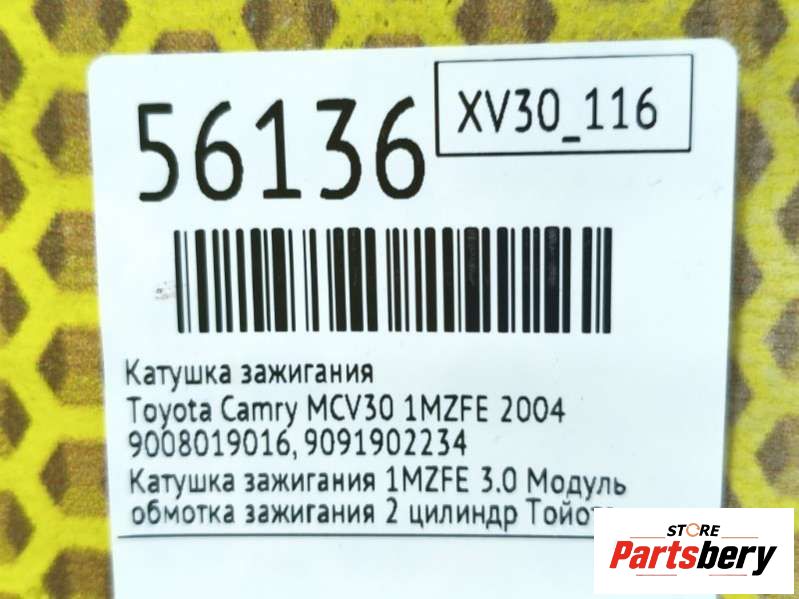 56136
XV30_116
Катушка зажигания
Toyota Camry MCV30 1MZFE 2004
9008019016, 9091902234
Катушка зажигания 1MZFE 3.0 Модуль
обмотка зажигания 2 цилиндр
STORE
Partsbery